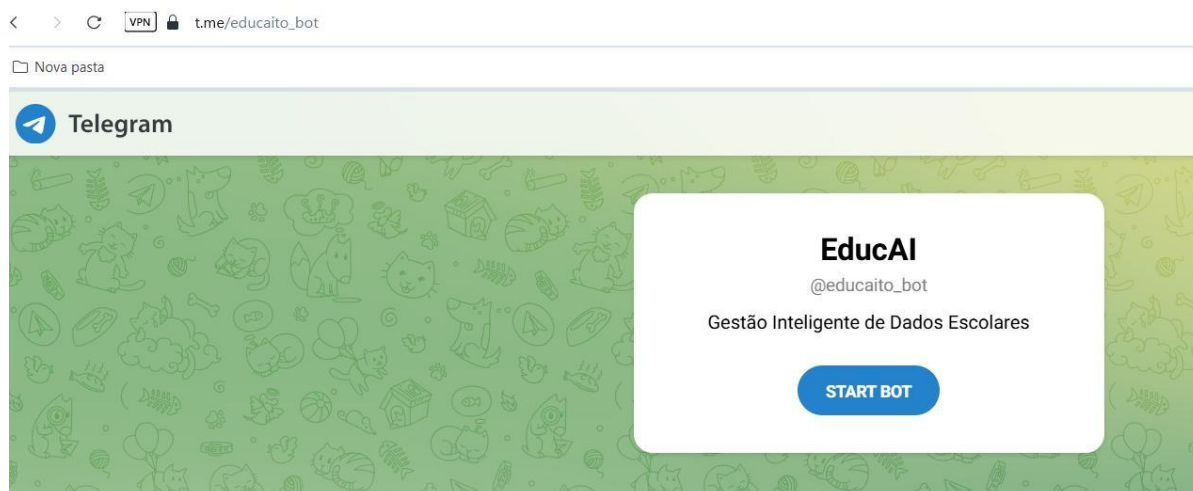 VPN t.me/educaito_bot
Nova pasta
Telegram
EducAI
@educaito_bot
Gestão Inteligente de Dados Escolares
START BOT